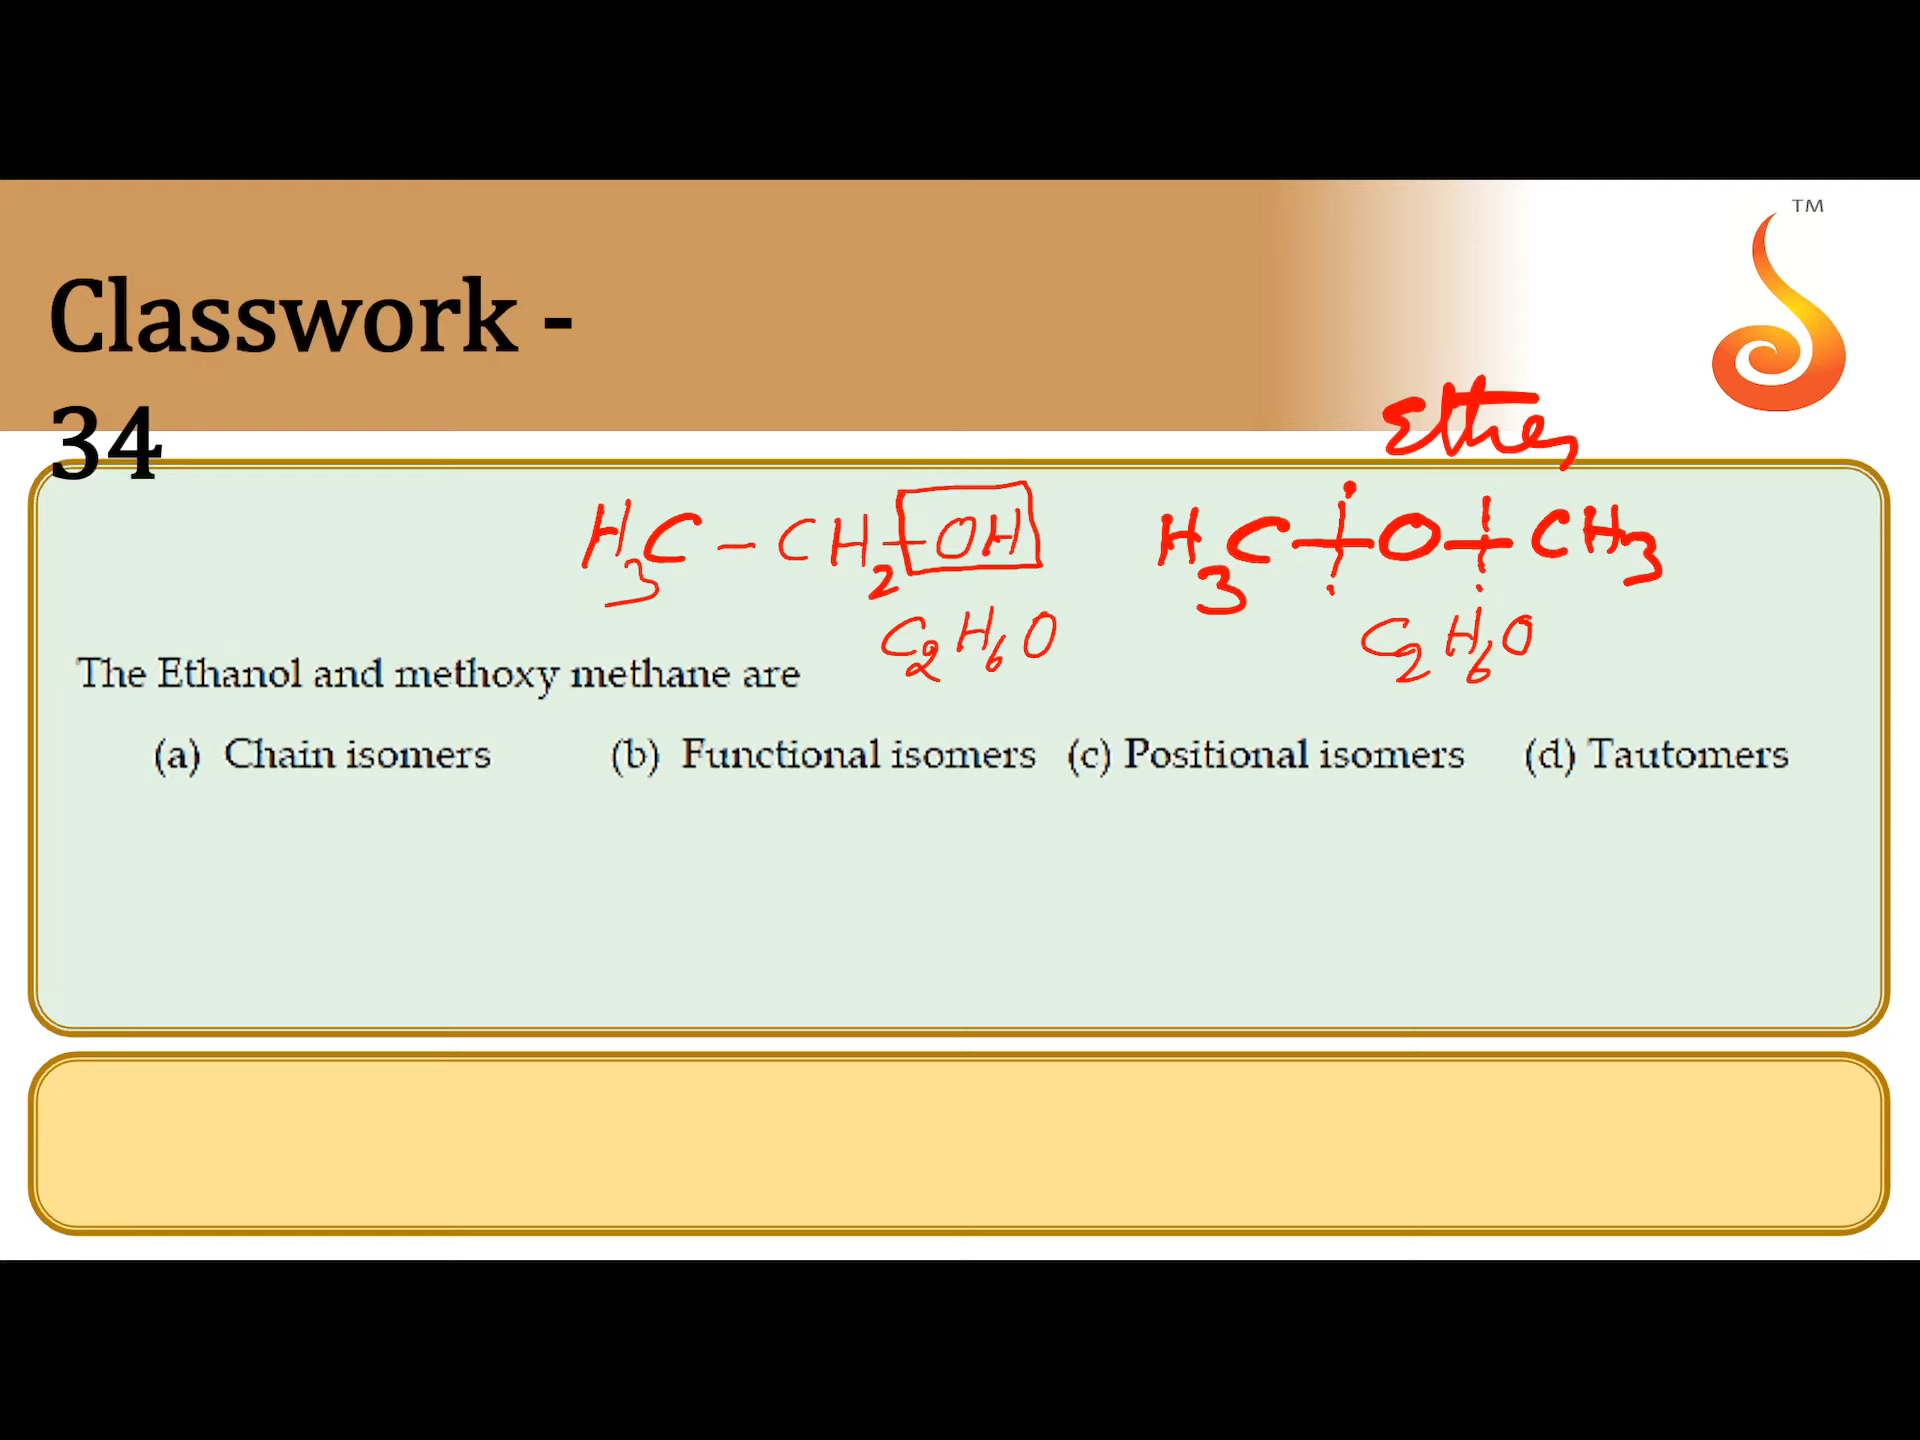 Classwork -
34
TM
Ether
H3C - CH2 - OH H3C - O - CH3
C2H6O C2H6O
The Ethanol and methoxy methane are
(a) Chain isomers (b) Functional isomers (c) Positional isomers (d) Tautomers